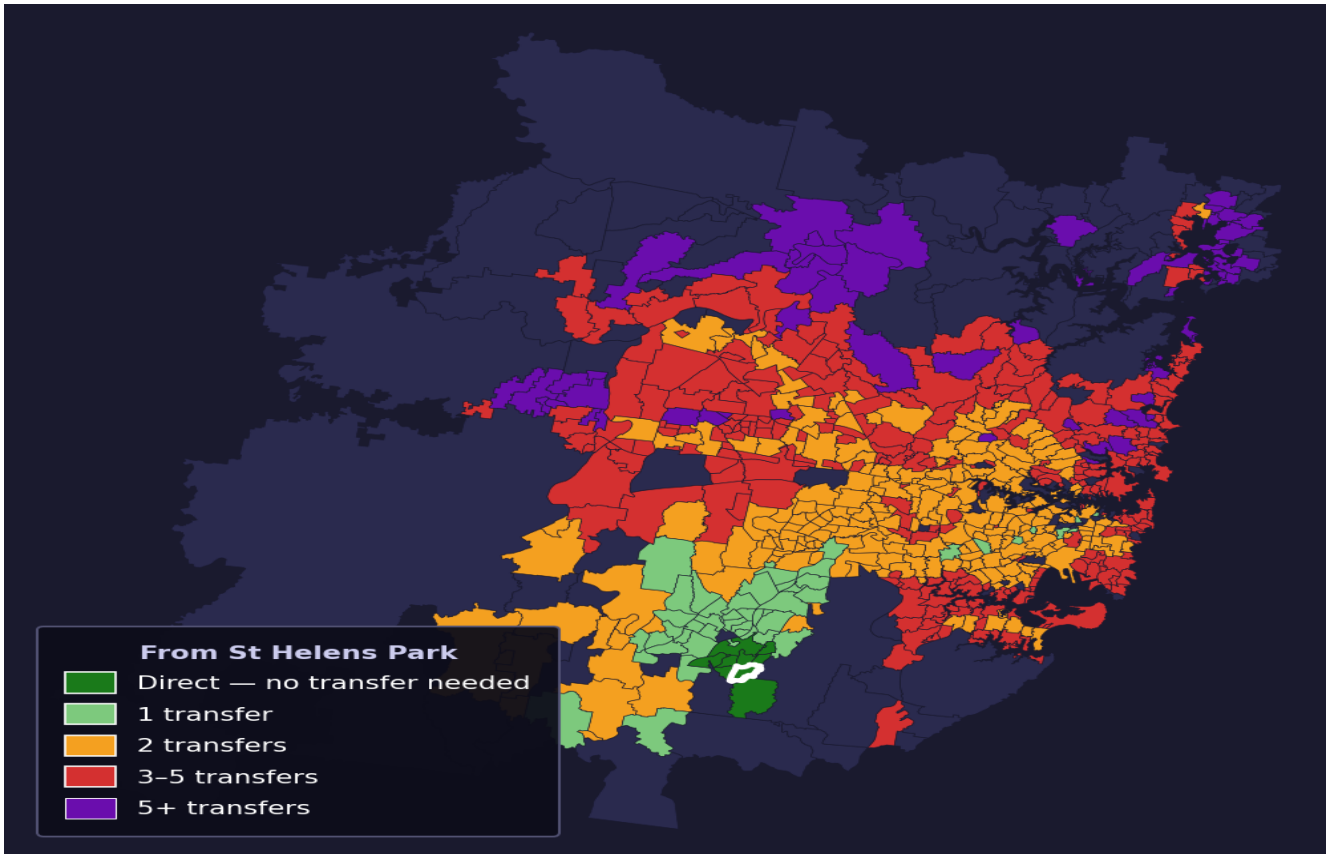 From St Helens Park
Direct — no transfer needed
1 transfer
2 transfers
3–5 transfers
5+ transfers